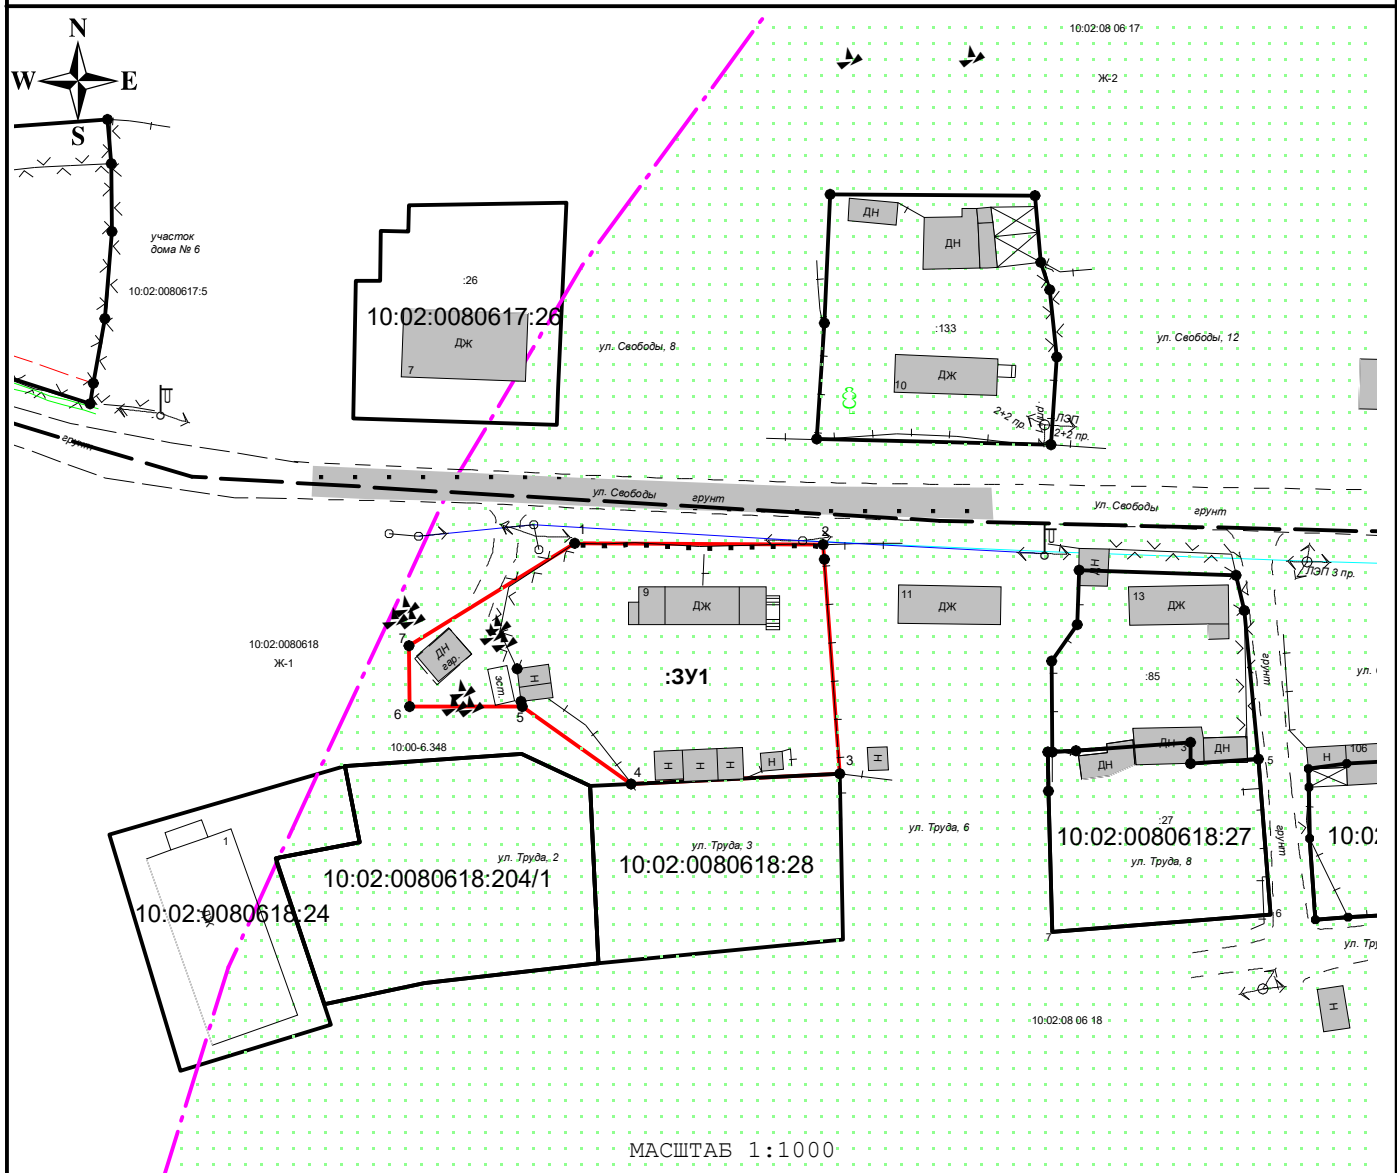 10:02:08 06 17
N
Ж-2
W
E
S
ДН
участок
дома № 6
ДН
:26
10:02:0080617:5
10:02:0080617:26
:133
ул. Свободы, 8
ДЖ
ул. Свободы, 12
7
ДЖ
10
ЛЭП
2+2 пр.
2+2 пр.
грунт
ул. Свободы
грунт
ул. Свободы
грунт
1
2
ДН
ЛЭП 3 пр.
9
ДЖ
11
ДЖ
13
ДЖ
10:02:0080618
Ж-1
7
ДН
гар.
грунт
:ЗУ1
:85
эст.
Н
6
5
10:00-6.348
ДН
3
ДН
Н
106
Н
Н
Н
Н
Н
ДН
5
4
3
1
ул. Труда, 3
ул. Труда, 6
:27
грунт
10:02:0080618:27
ул. Труда, 2
10:02:0080618:28
ул. Труда, 8
10:02:0080618:204/1
10:02:0080618:24
6
7
Н
10:02:08 06 18
МАСШТАБ 1:1000